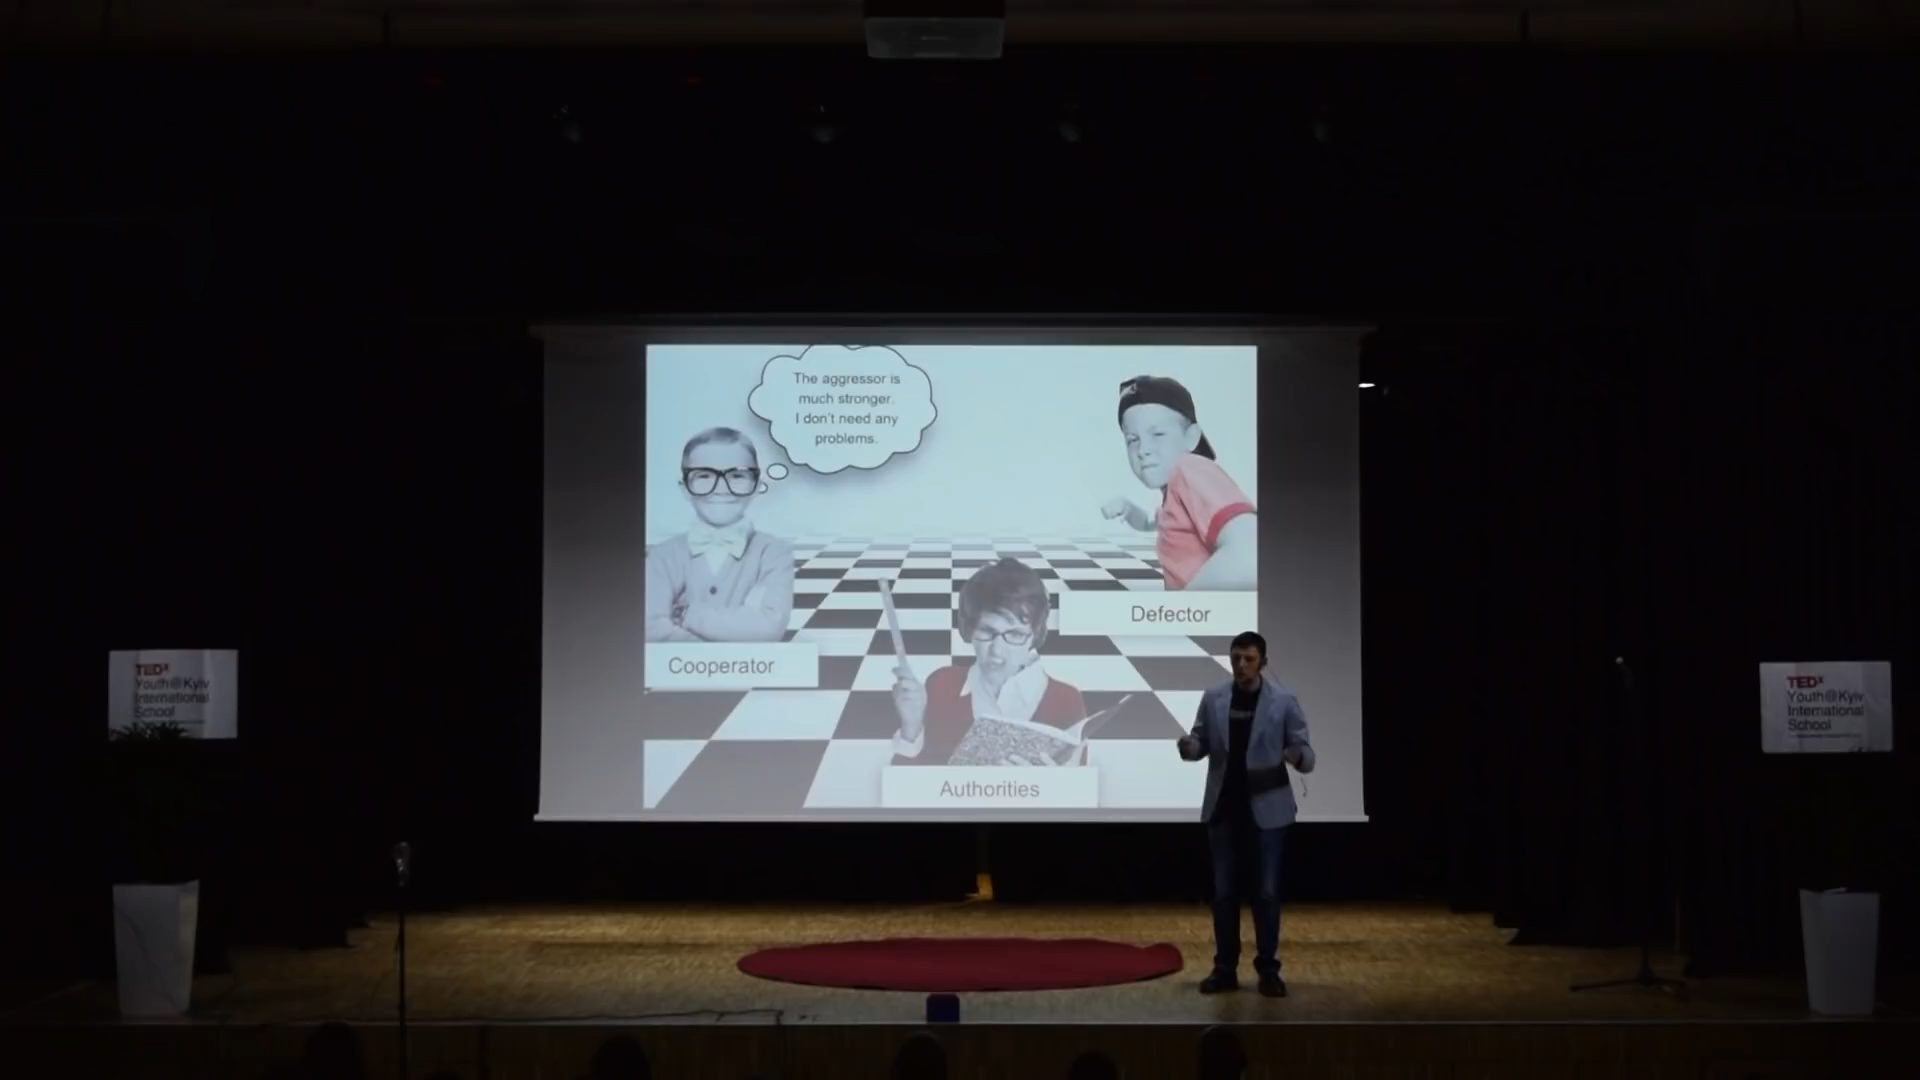 The aggressor is
much stronger.
I don't need any
problems.
Defector
Cooperator
Authorities
TEDx
Youth@Kyiv
International
School
TEDx
Youth@Kyiv
International
School